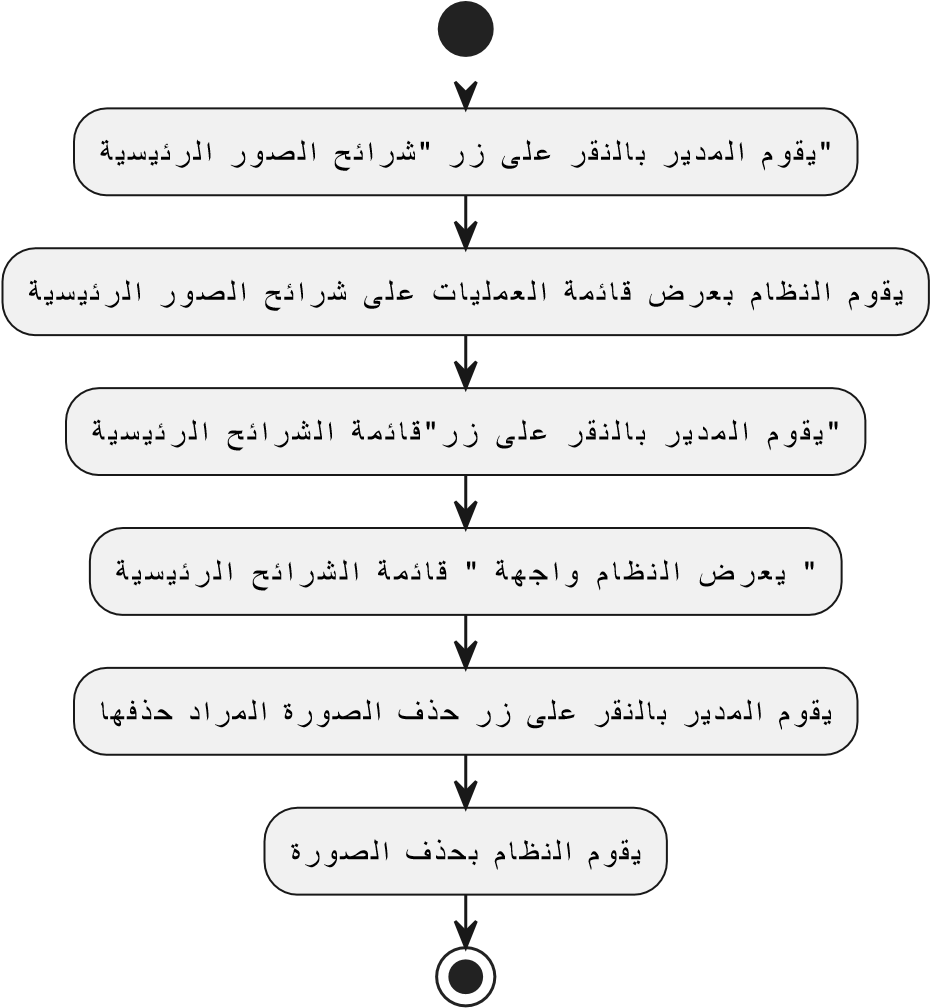 يقوم المدير بالنقر على زر "شرائح الصور الرئيسية"
يقوم النظام بعرض قائمة العمليات على شرائح الصور الرئيسية
يقوم المدير بالنقر على زر"قائمة الشرائح الرئيسية"
يعرض النظام واجهة " قائمة الشرائح الرئيسية "
يقوم المدير بالنقر على زر حذف الصورة المراد حذفها
يقوم النظام بحذف الصورة